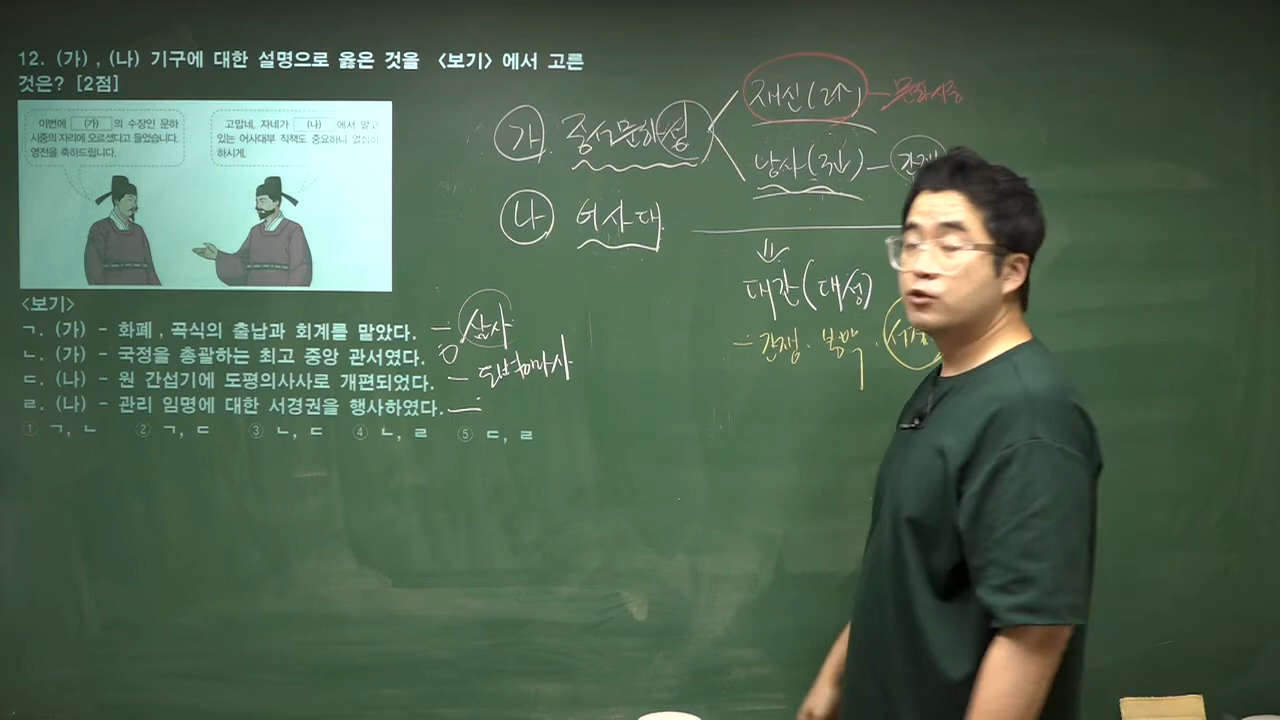 12. (가), (나) 기구에 대한 설명으로 옳은 것을 <보기>에서 고른
것은? [2점]
이번에 (가) 의 수장인 문하
시중의 자리에 오르셨다고 들었습니다.
영전을 축하드립니다.
고맙네, 자네가 (나) 에서 맡고
있는 어사대부 직책도 중요하니 열심히
하시게.
<보기>
ㄱ. (가) - 화폐, 곡식의 출납과 회계를 맡았다. - 삼사
ㄴ. (가) - 국정을 총괄하는 최고 중앙 관서였다. ○
ㄷ. (나) - 원 간섭기에 도평의사사로 개편되었다. - 도병마사
ㄹ. (나) - 관리 임명에 대한 서경권을 행사하였다.
① ㄱ, ㄴ ② ㄱ, ㄷ ③ ㄴ, ㄷ ④ ㄴ, ㄹ ⑤ ㄷ, ㄹ
가. 중서문하성
재신(2↑) - 문하시중
낭사(3↓) -
나 어사대
대간(대성)
- 간쟁. 봉박.